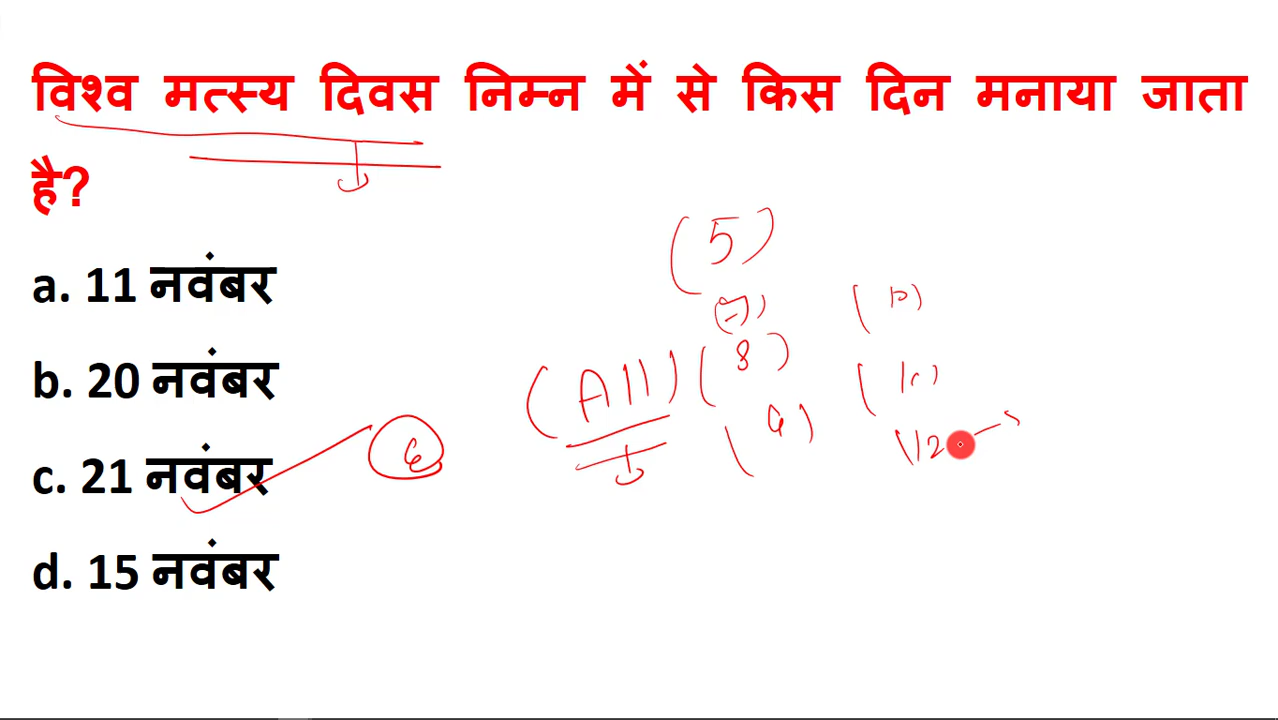 विश्व मत्स्य दिवस निम्न में से किस दिन मनाया जाता
है?
a. 11 नवंबर
b. 20 नवंबर
c. 21 नवंबर
d. 15 नवंबर
(5)
(All) (8)